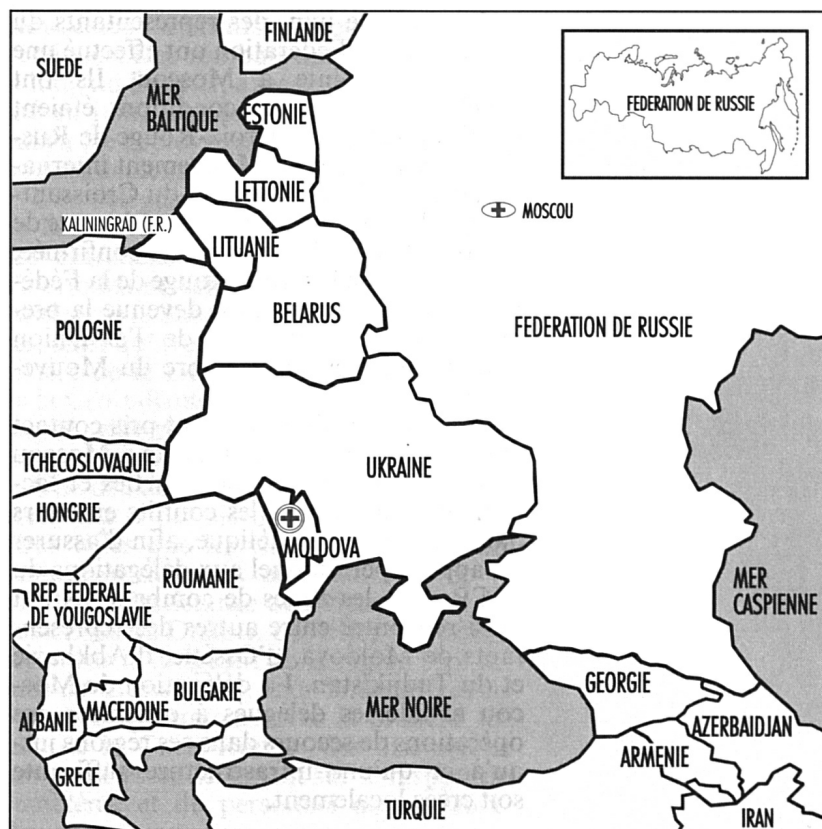 FINLANDE
SUEDE
MER
BALTIQUE
ESTONIE
FEDERATION DE RUSSIE
LETTONIE
MOSCOU
KALININGRAD (F.R.)
LITUANIE
BELARUS
POLOGNE
FEDERATION DE RUSSIE
TCHECOSLOVAQUIE
UKRAINE
HONGRIE
MOLDOVA
ROUMANIE
REP. FÉDERALE
DE YOUGOSLAVIE
MER
CASPIENNE
BULGARIE
MACEDOINE
ALBANIE
MER NOIRE
GEORGIE
AZERBAIDJAN
ARMENIE
GRECE
TURQUIE
IRAN